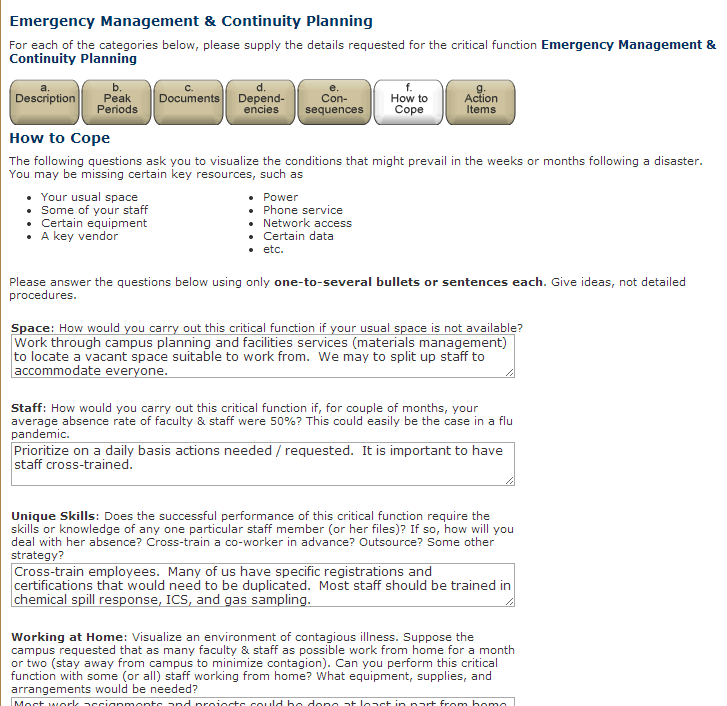 Emergency Management & Continuity Planning
For each of the categories below, please supply the details requested for the critical function Emergency Management &
Continuity Planning
a. Description
b. Peak Periods
c. Documents
d. Depend-encies
e. Con-sequences
f. How to Cope
g. Action Items
How to Cope
The following questions ask you to visualize the conditions that might prevail in the weeks or months following a disaster.
You may be missing certain key resources, such as
• Your usual space
• Some of your staff
• Certain equipment
• A key vendor
• Power
• Phone service
• Network access
• Certain data
• etc.
Please answer the questions below using only one-to-several bullets or sentences each. Give ideas, not detailed
procedures.
Space: How would you carry out this critical function if your usual space is not available?
Work through campus planning and facilities services (materials management)
to locate a vacant space suitable to work from.  We may to split up staff to
accommodate everyone.
Staff: How would you carry out this critical function if, for couple of months, your
average absence rate of faculty & staff were 50%? This could easily be the case in a flu
pandemic.
Prioritize on a daily basis actions needed / requested.  It is important to have
staff cross-trained.
Unique Skills: Does the successful performance of this critical function require the
skills or knowledge of any one particular staff member (or her files)? If so, how will you
deal with her absence? Cross-train a co-worker in advance? Outsource? Some other
strategy?
Cross-train employees.  Many of us have specific registrations and
certifications that would need to be duplicated.  Most staff should be trained in
chemical spill response, ICS, and gas sampling.
Working at Home: Visualize an environment of contagious illness. Suppose the
campus requested that as many faculty & staff as possible work from home for a month
or two (stay away from campus to minimize contagion). Can you perform this critical
function with some (or all) staff working from home? What equipment, supplies, and
arrangements would be needed?
Most work assignments and projects could be done at least in part from home